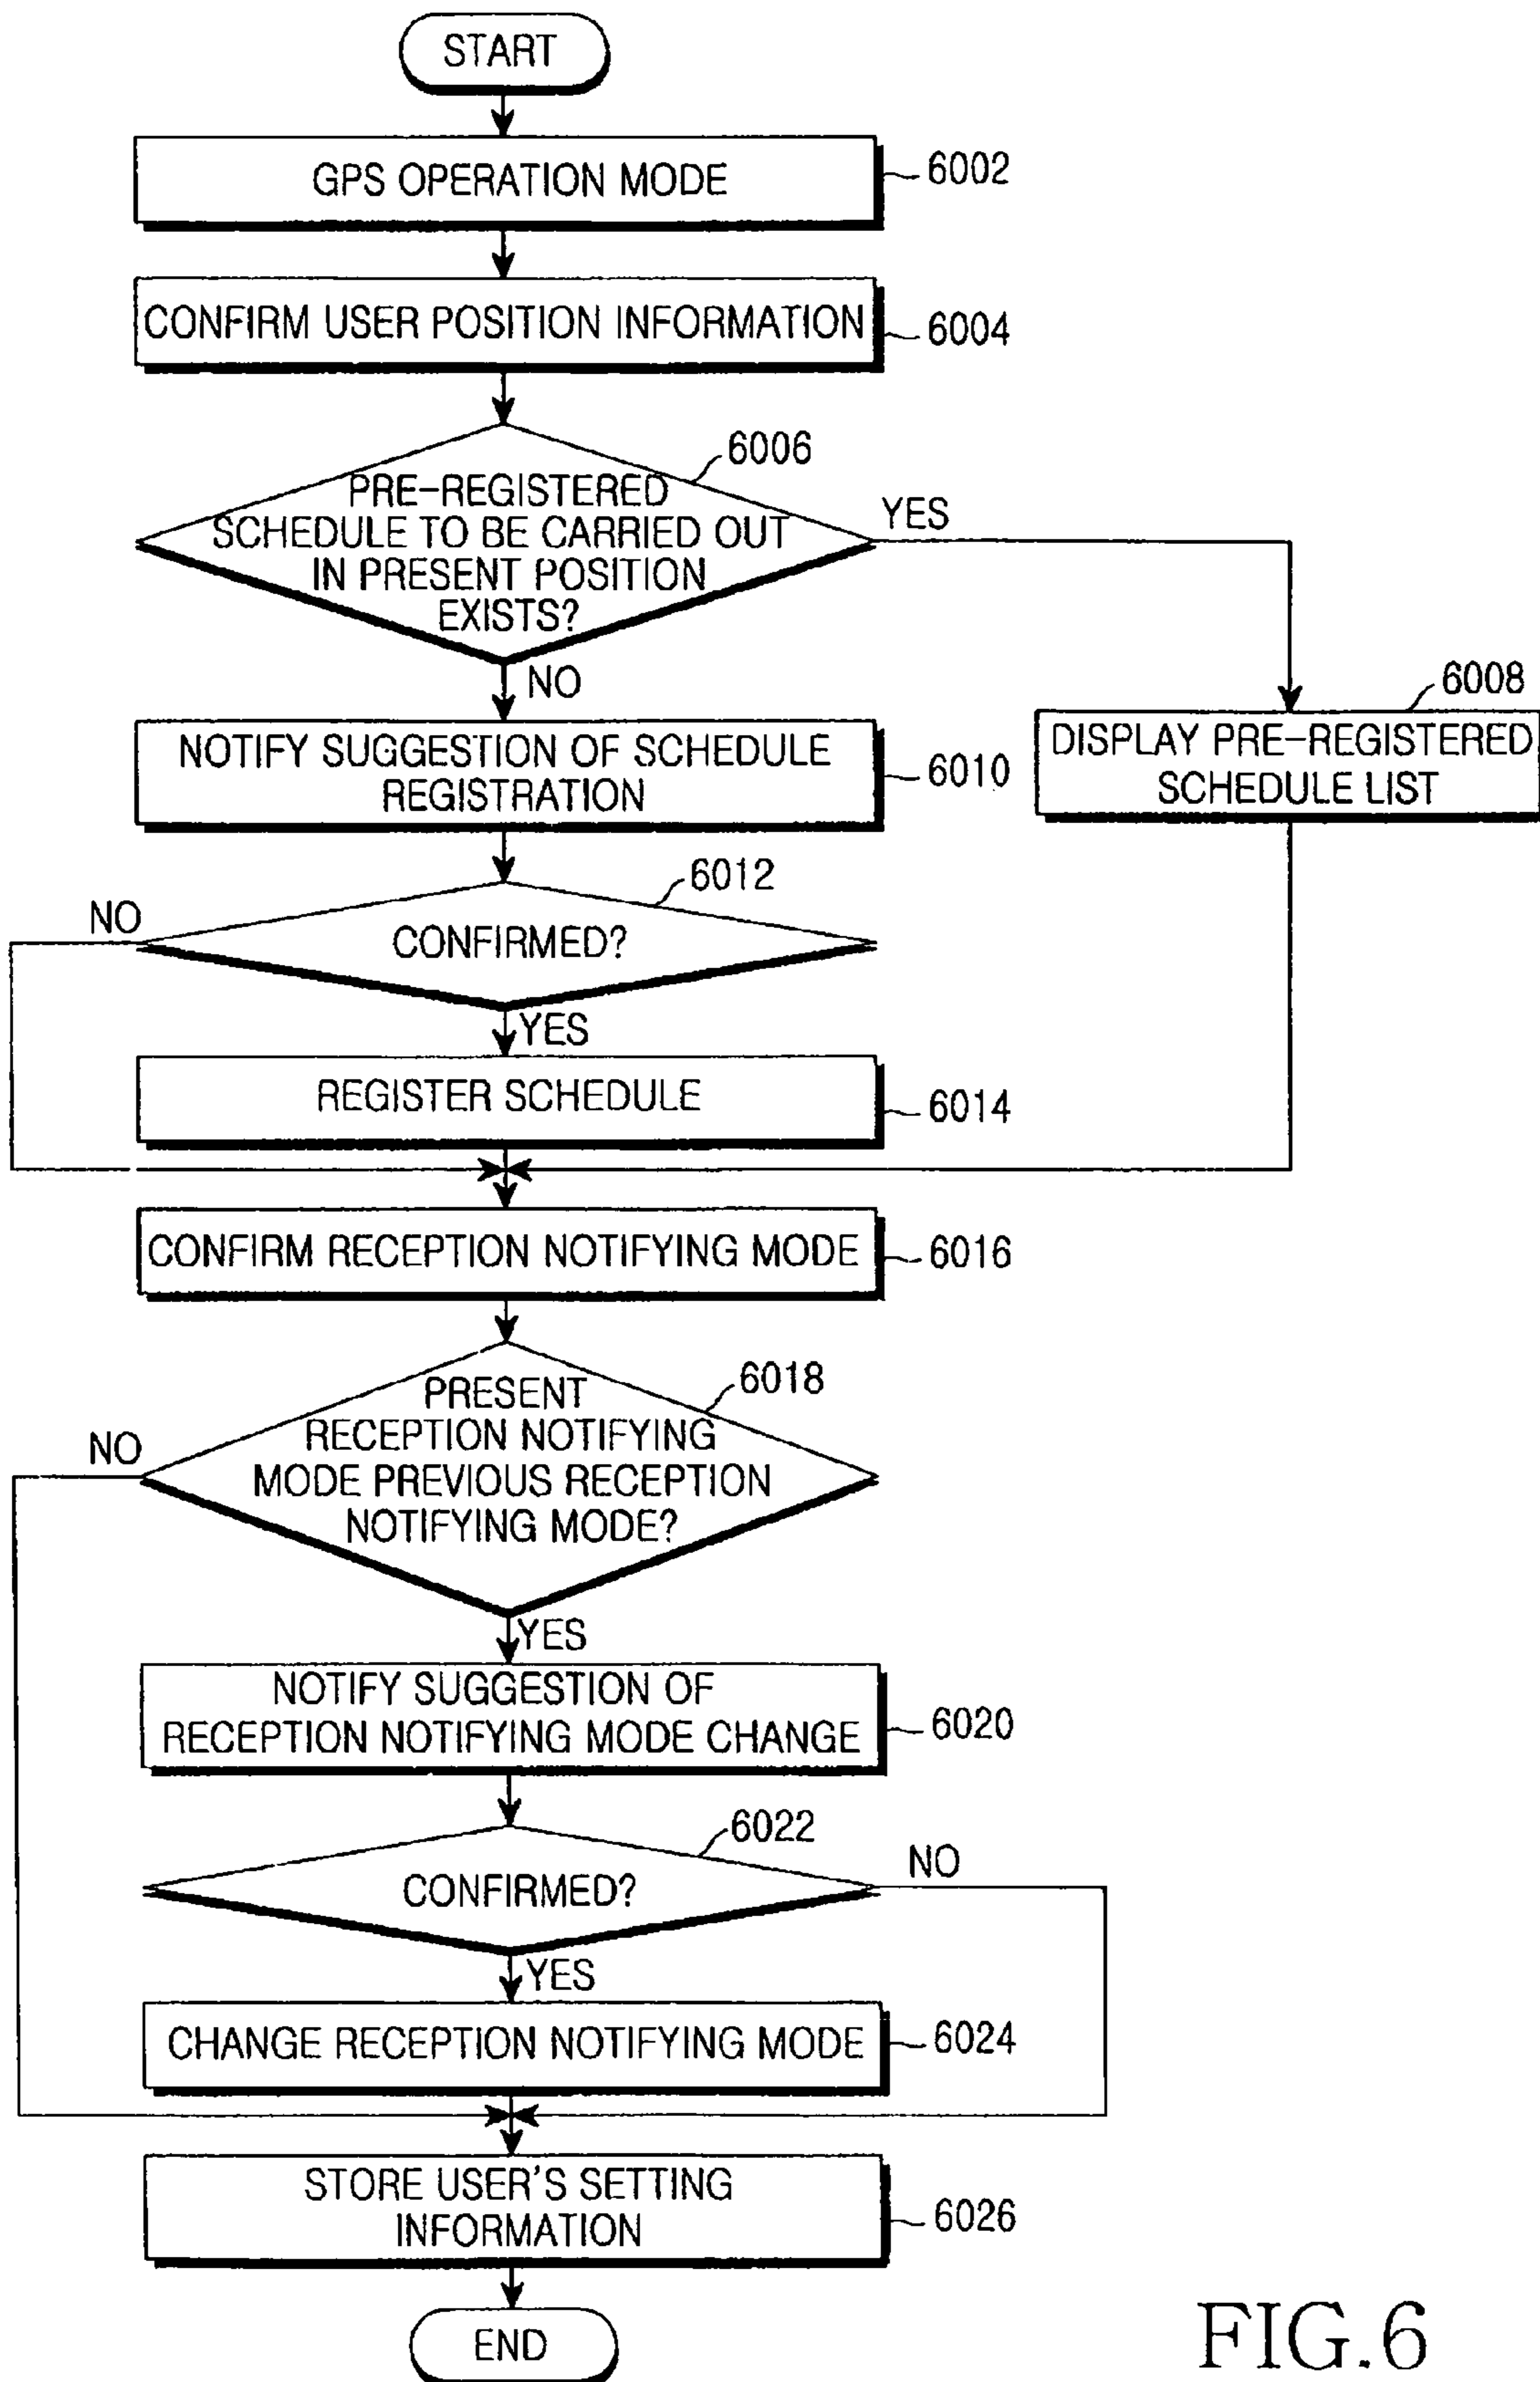 START
GPS OPERATION MODE
6002
CONFIRM USER POSITION INFORMATION
6004
6006
PRE-REGISTERED
SCHEDULE TO BE CARRIED OUT
IN PRESENT POSITION
EXISTS?
YES
NO
6008
DISPLAY PRE-REGISTERED
SCHEDULE LIST
NOTIFY SUGGESTION OF SCHEDULE
REGISTRATION
6010
6012
NO
CONFIRMED?
YES
REGISTER SCHEDULE
6014
CONFIRM RECEPTION NOTIFYING MODE
6016
6018
PRESENT
RECEPTION NOTIFYING
MODE PREVIOUS RECEPTION
NOTIFYING MODE?
NO
YES
NOTIFY SUGGESTION OF
RECEPTION NOTIFYING MODE CHANGE
6020
6022
CONFIRMED?
NO
YES
CHANGE RECEPTION NOTIFYING MODE
6024
STORE USER'S SETTING
INFORMATION
6026
END
FIG.6